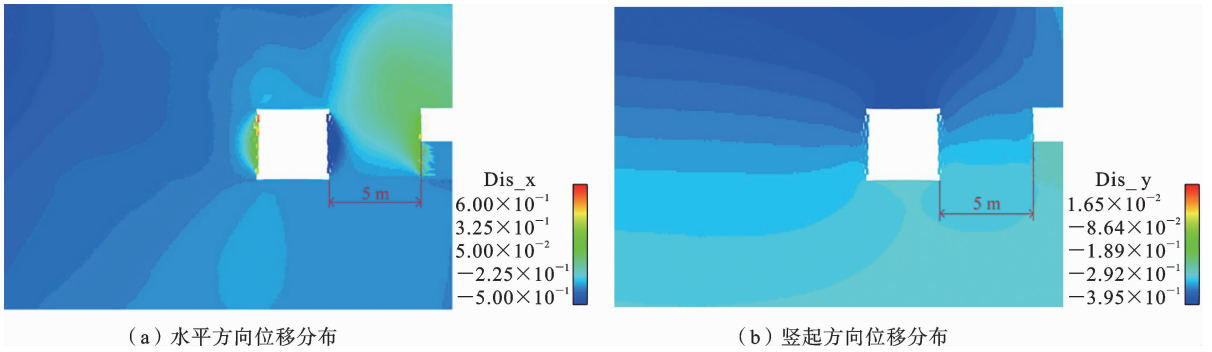 5 m
Dis_x
6.00×10⁻¹
3.25×10⁻¹
5.00×10⁻²
−2.25×10⁻¹
−5.00×10⁻¹
(a)水平方向位移分布
5 m
Dis_y
1.65×10⁻²
−8.64×10⁻²
−1.89×10⁻¹
−2.92×10⁻¹
−3.95×10⁻¹
(b)竖起方向位移分布